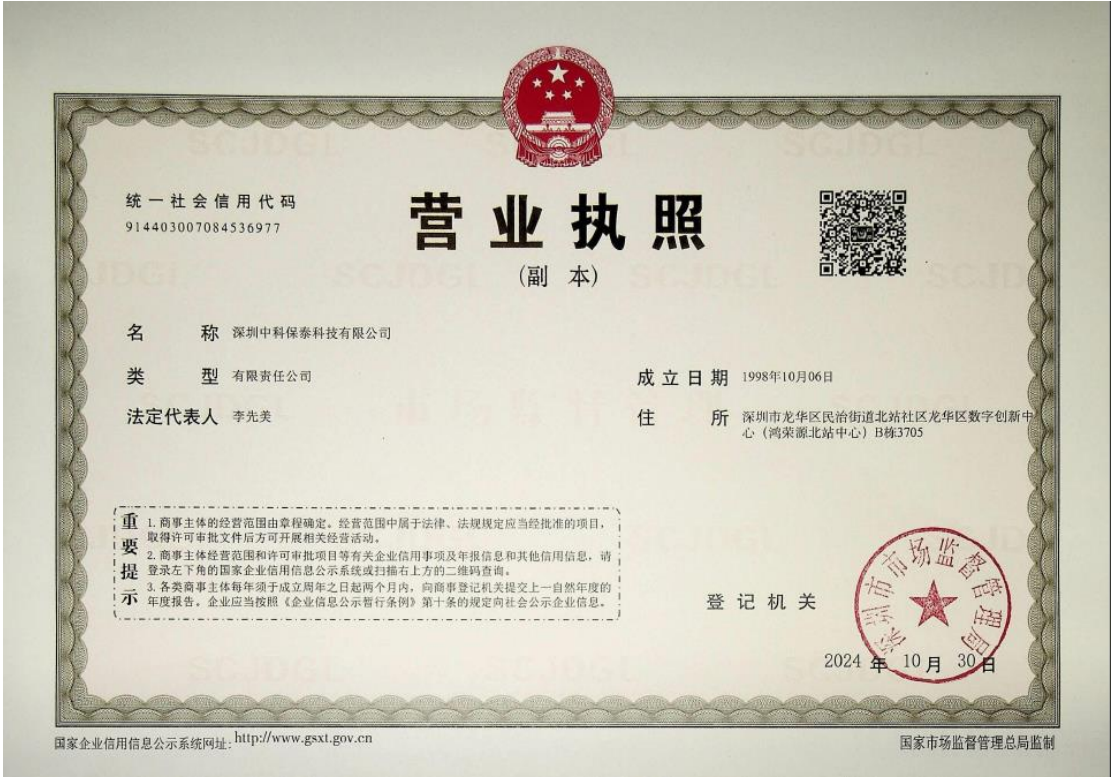 统一社会信用代码
914403007084536977
营业执照
(副 本)
名 称 深圳中科保泰科技有限公司
类 型 有限责任公司
法定代表人 李先美
成立日期 1998年10月06日
住 所 深圳市龙华区民治街道北站社区龙华区数字创新中
心（鸿荣源北站中心）B栋3705
重要提示
1. 商事主体的经营范围由章程确定。经营范围中属于法律、法规规定应当经批准的项目，
取得许可审批文件后方可开展相关经营活动。
2. 商事主体经营范围和许可审批项目等有关企业信用事项及年报信息和其他信用信息，请
登录左下角的国家企业信用信息公示系统或扫描右上方的二维码查询。
3. 各类商事主体每年须于成立周年之日起两个月内，向商事登记机关提交上一自然年度的
年度报告。企业应当按照《企业信息公示暂行条例》第十条的规定向社会公示企业信息。
登记机关
深圳市市场监督管理局
2024 年 10 月 30 日
国家企业信用信息公示系统网址: http://www.gsxt.gov.cn
国家市场监督管理总局监制